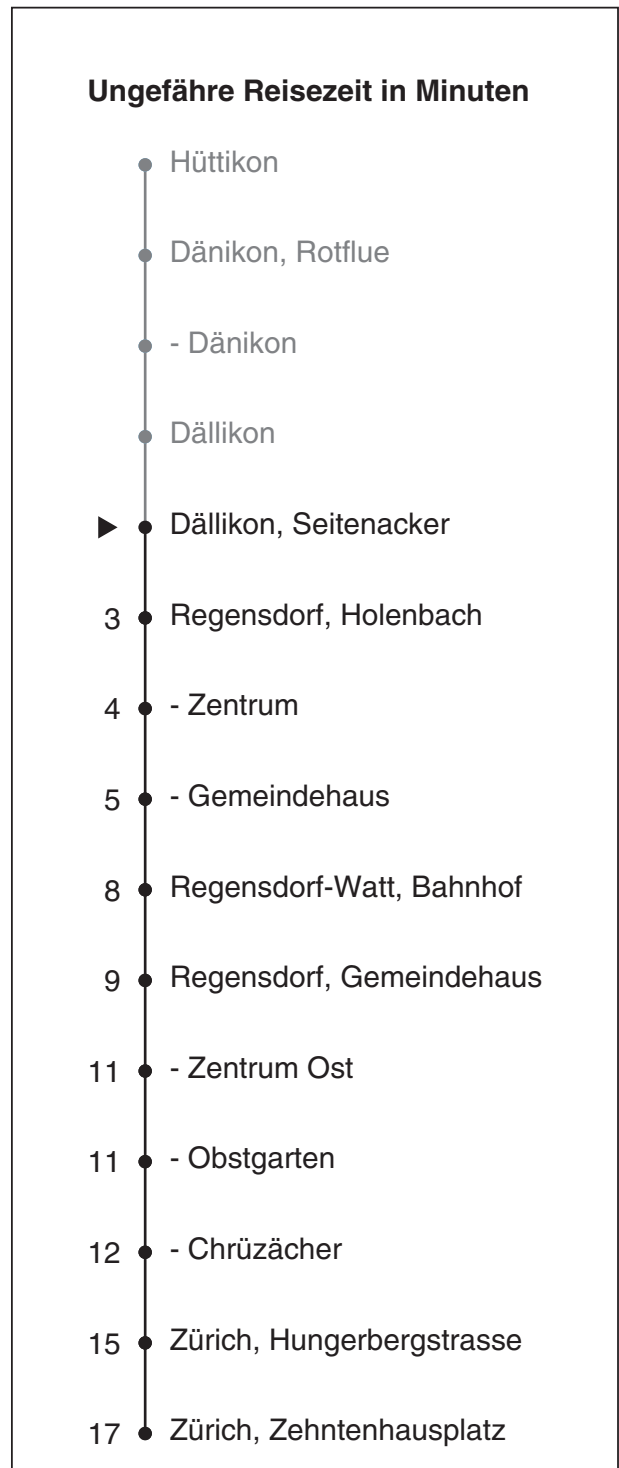 Ungefähre Reisezeit in Minuten
Hüttikon
Dänikon, Rotflue
- Dänikon
Dällikon
Dällikon, Seitenacker
3 Regensdorf, Holenbach
4 - Zentrum
5 - Gemeindehaus
8 Regensdorf-Watt, Bahnhof
9 Regensdorf, Gemeindehaus
11 - Zentrum Ost
11 - Obstgarten
12 - Chrüzächer
15 Zürich, Hungerbergstrasse
17 Zürich, Zehntenhausplatz